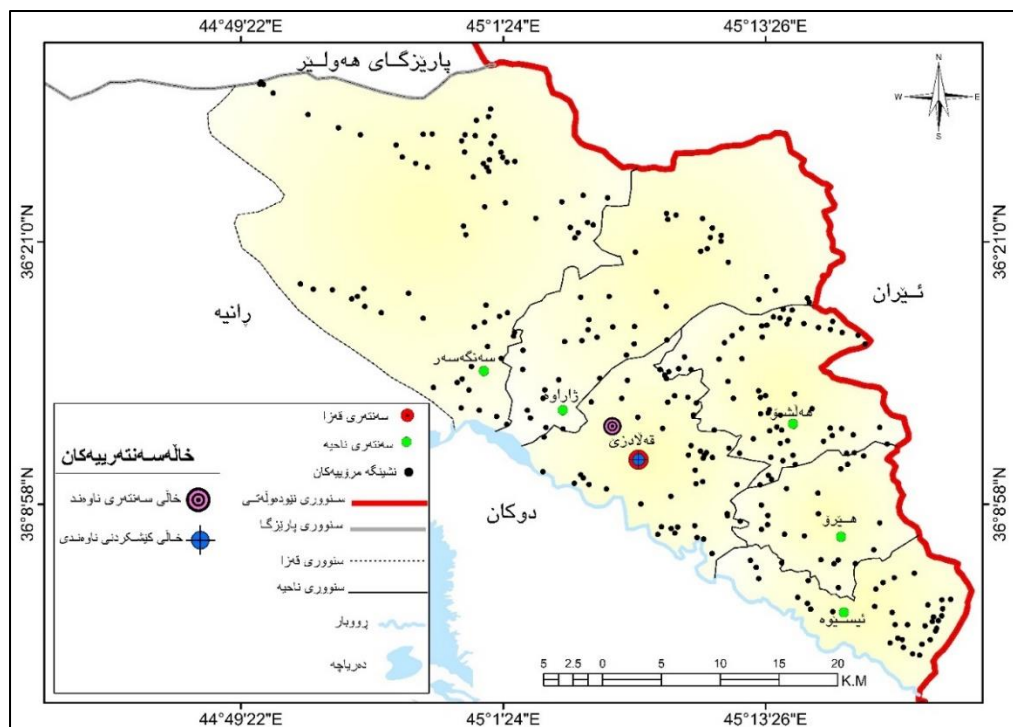 44°49'22"E 45°1'24"E 45°13'26"E
پارێزگای هەولێر
N
W E
S
36°21'0"N 36°21'0"N
ئێران
ڕانیە
سەنگەسەر
ژاراوە
هەڵشۆ
قەڵادزێ
دوکان
هێرۆ
ئیسێوە
36°8'58"N 36°8'58"N
خاڵەسەنتەرییەکان
خاڵی سەنتەری ناوەند
خاڵی کێشکردنی ناوەندی
سەنتەری قەزا
سەنتەری ناحیە
نشینگە مرۆییەکان
سنووری نێودەوڵەتی
سنووری پارێزگا
سنووری قەزا
سنووری ناحیە
ڕووبار
دەریاچە
5 2.5 0 5 10 15 20
K.M
44°49'22"E 45°1'24"E 45°13'26"E